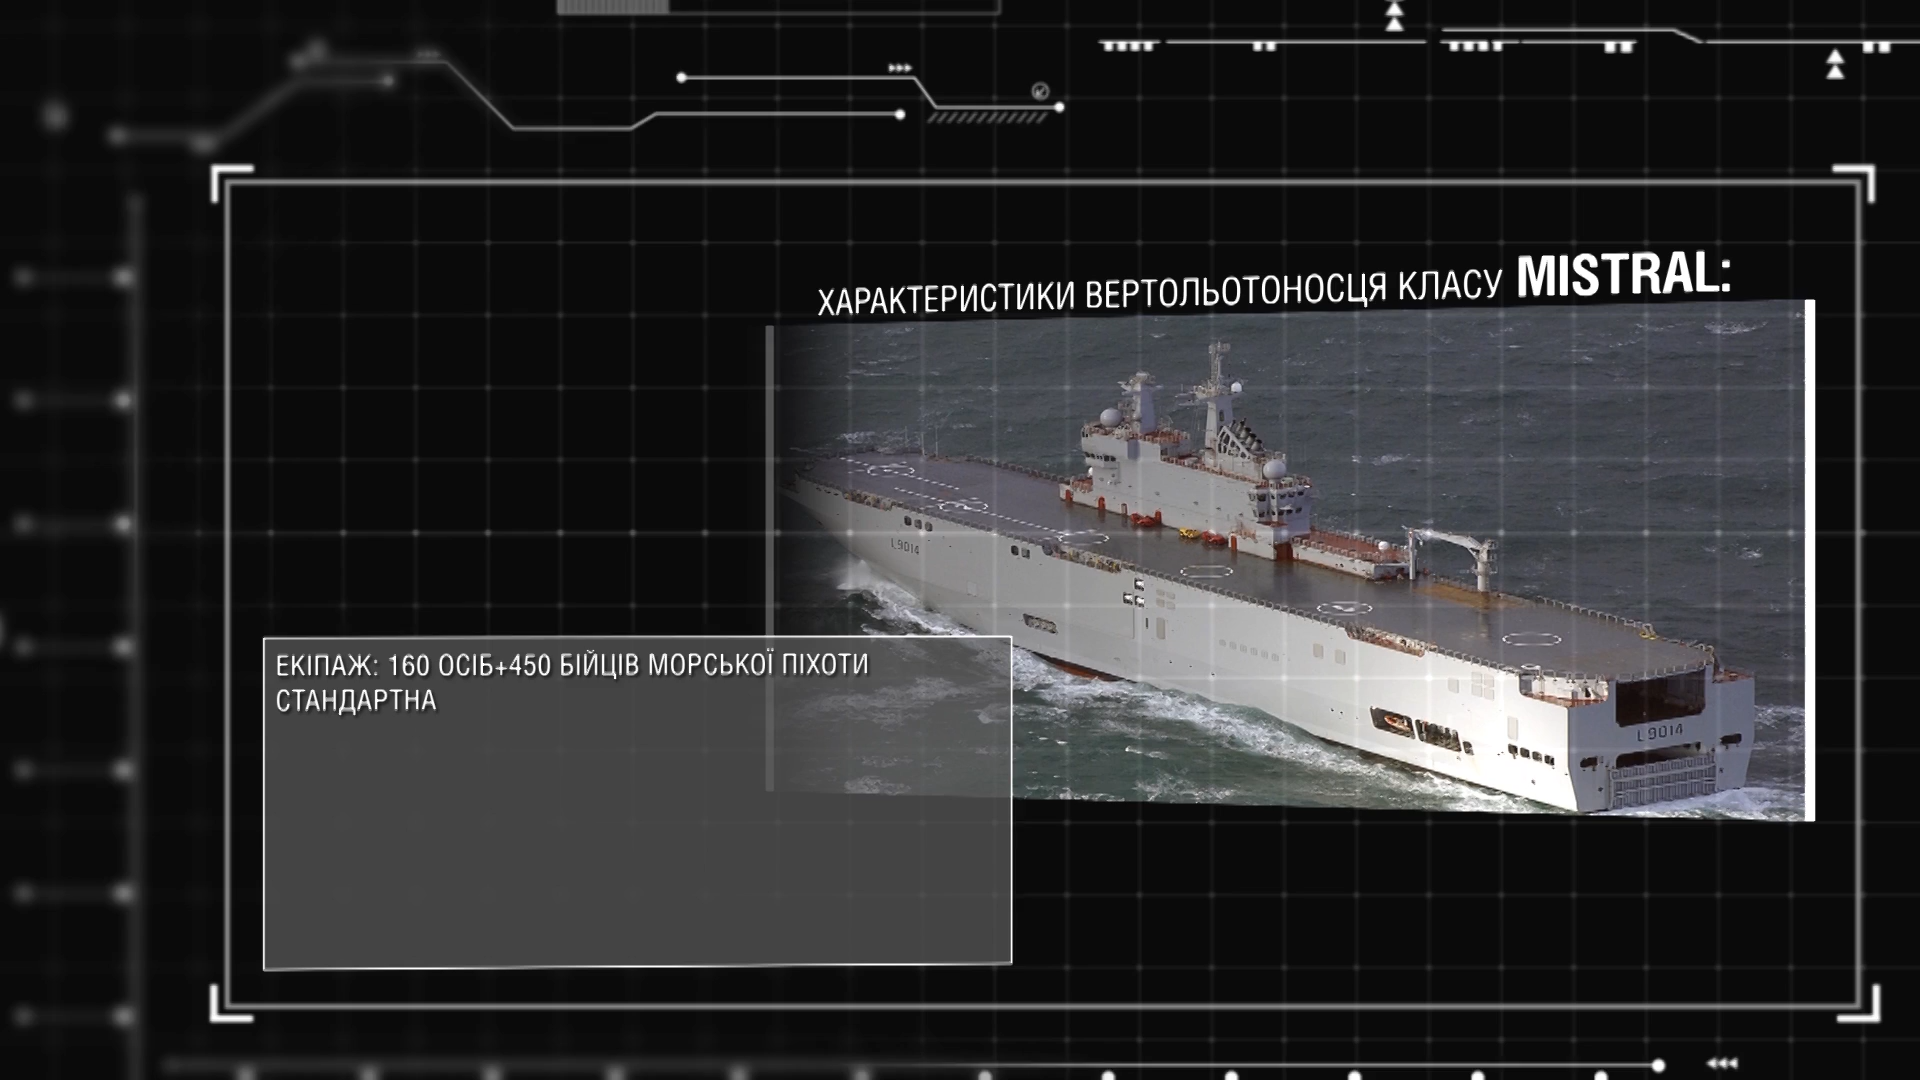 ХАРАКТЕРИСТИКИ ВЕРТОЛЬОТОНОСЦЯ КЛАСУ MISTRAL:
L9014
ЕКІПАЖ: 160 ОСІБ+450 БІЙЦІВ МОРСЬКОЇ ПІХОТИ
СТАНДАРТНА
L9014